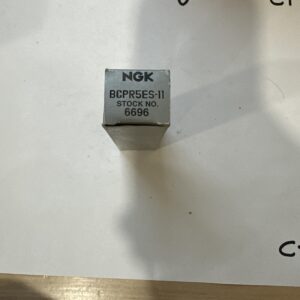 NGK
BCPR5ES-11
STOCK NO.
6696